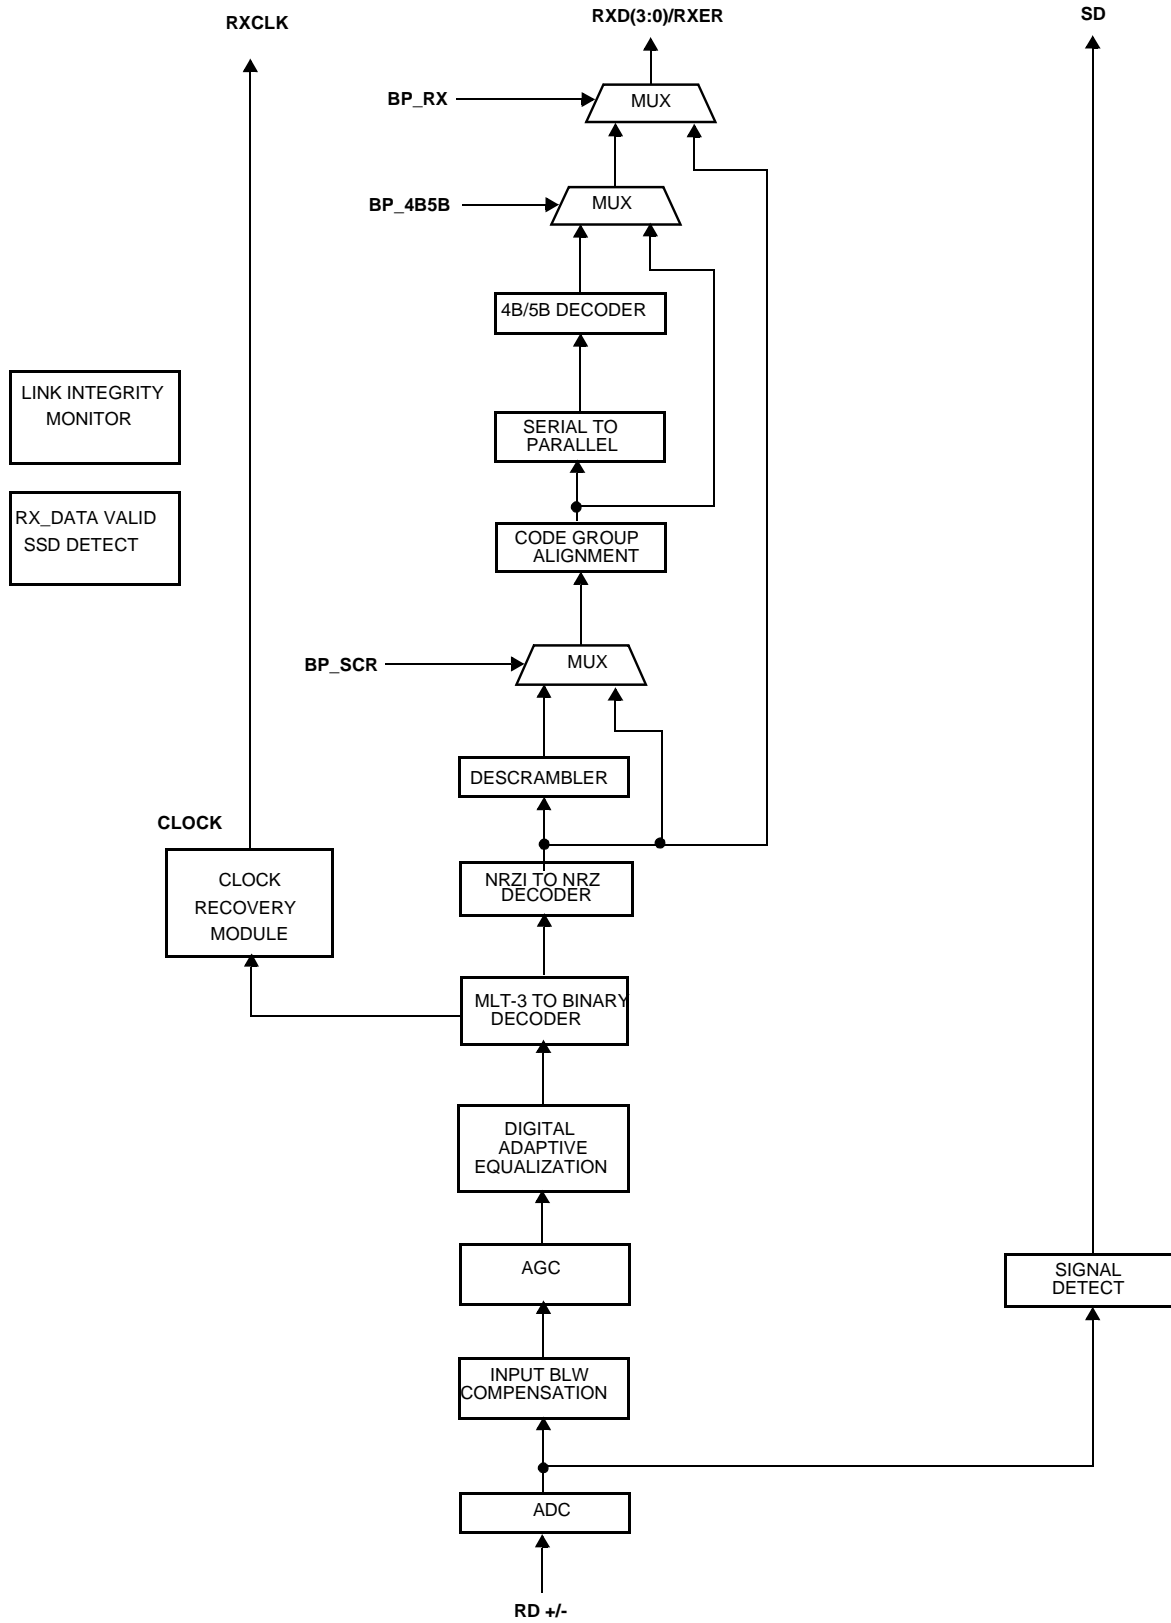 RXCLK
RXD(3:0)/RXER
SD
BP_RX
MUX
BP_4B5B
MUX
4B/5B DECODER
LINK INTEGRITY
MONITOR
SERIAL TO
PARALLEL
RX_DATA VALID
SSD DETECT
CODE GROUP
ALIGNMENT
BP_SCR
MUX
DESCRAMBLER
CLOCK
CLOCK
RECOVERY
MODULE
NRZI TO NRZ
DECODER
MLT-3 TO BINARY
DECODER
DIGITAL
ADAPTIVE
EQUALIZATION
AGC
SIGNAL
DETECT
INPUT BLW
COMPENSATION
ADC
RD +/-